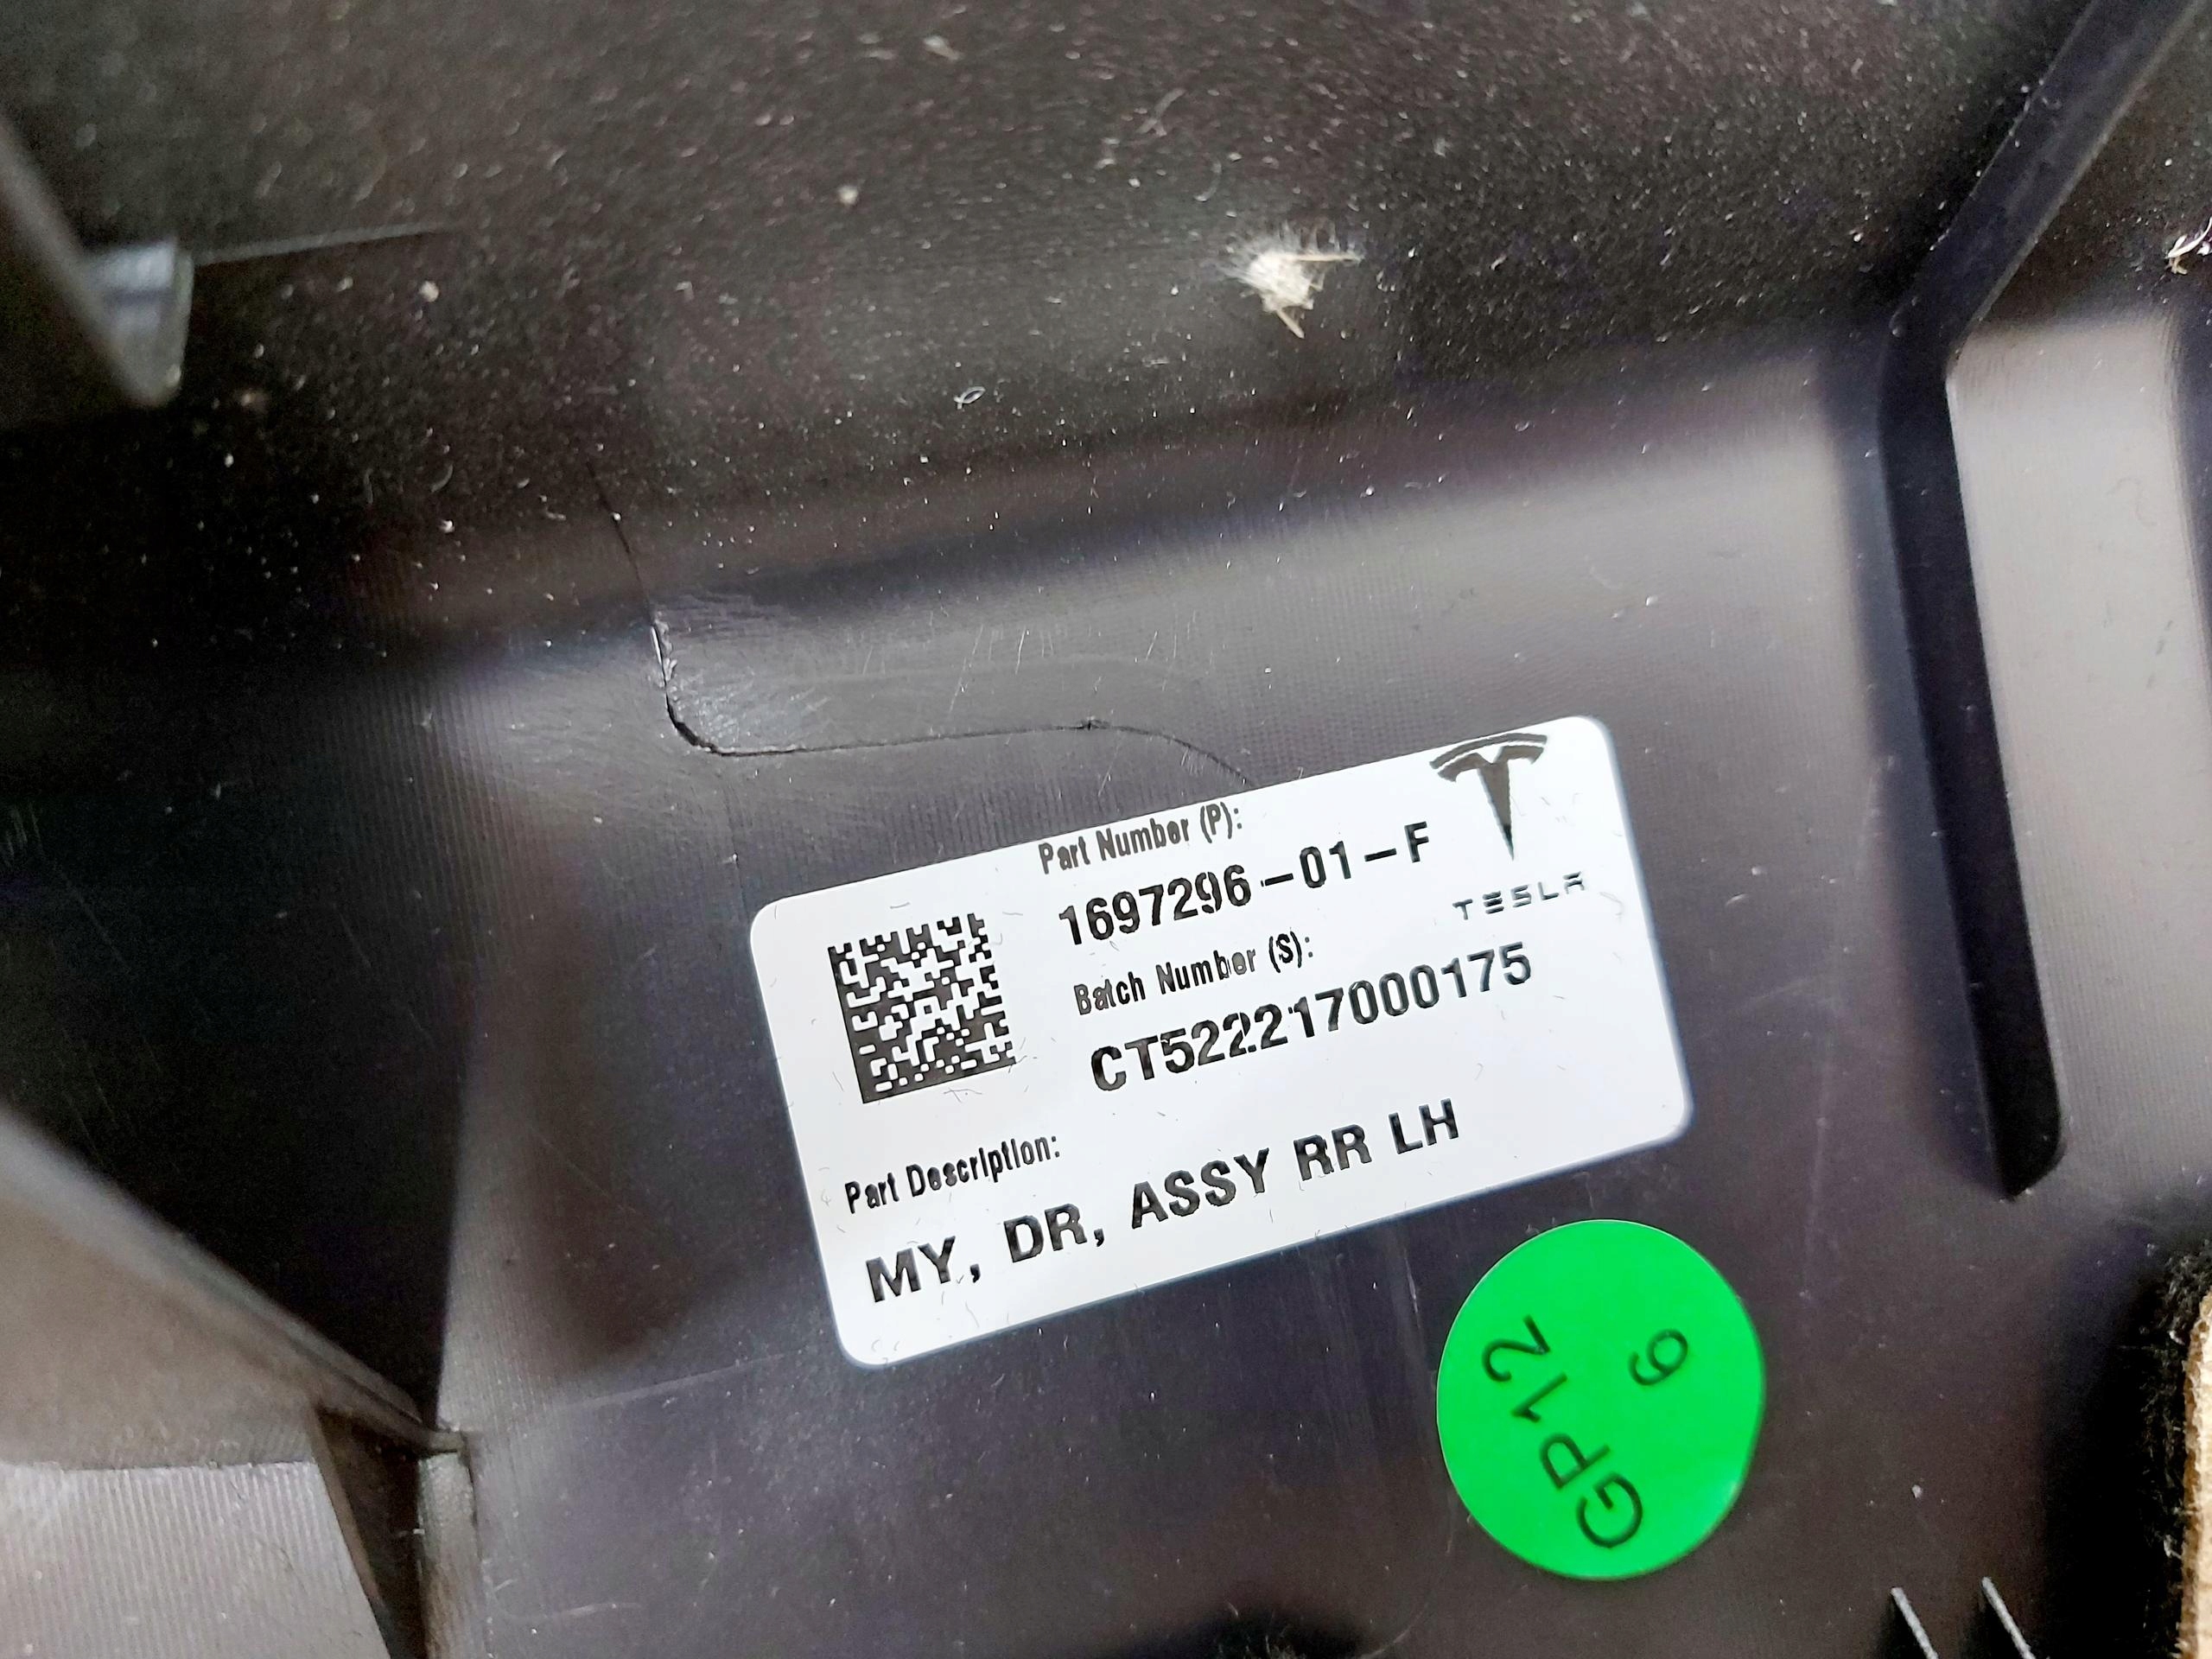 Part Number (P):
1697296-01-F
TESLA
Batch Number (S):
CT522217000175
Part Description:
MY, DR, ASSY RR LH
GP12
6